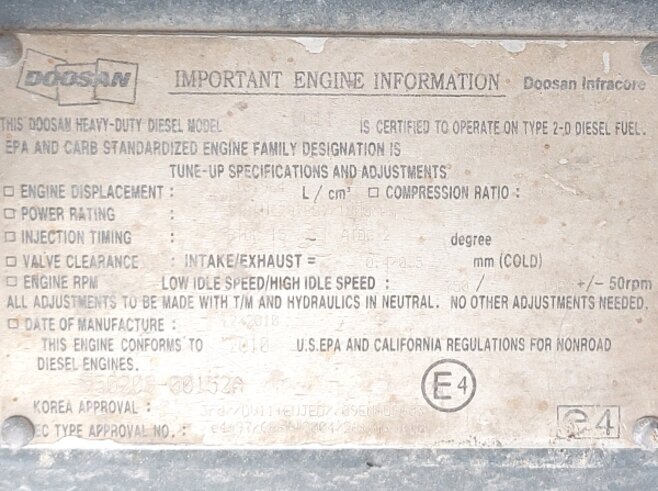 DOOSAN IMPORTANT ENGINE INFORMATION Doosan Infracore
THIS DOOSAN HEAVY-DUTY DIESEL MODEL IS CERTIFIED TO OPERATE ON TYPE 2-D DIESEL FUEL.
EPA AND CARB STANDARDIZED ENGINE FAMILY DESIGNATION IS
TUNE-UP SPECIFICATIONS AND ADJUSTMENTS
ENGINE DISPLACEMENT : L / cm³ COMPRESSION RATIO :
POWER RATING :
INJECTION TIMING : degree
VALVE CLEARANCE : INTAKE/EXHAUST = mm (COLD)
ENGINE RPM LOW IDLE SPEED/HIGH IDLE SPEED : / +/- 50rpm
ALL ADJUSTMENTS TO BE MADE WITH T/M AND HYDRAULICS IN NEUTRAL. NO OTHER ADJUSTMENTS NEEDED.
DATE OF MANUFACTURE :
THIS ENGINE CONFORMS TO 2010 U.S.EPA AND CALIFORNIA REGULATIONS FOR NONROAD
DIESEL ENGINES.
E4
KOREA APPROVAL :
EC TYPE APPROVAL NO. :
e4